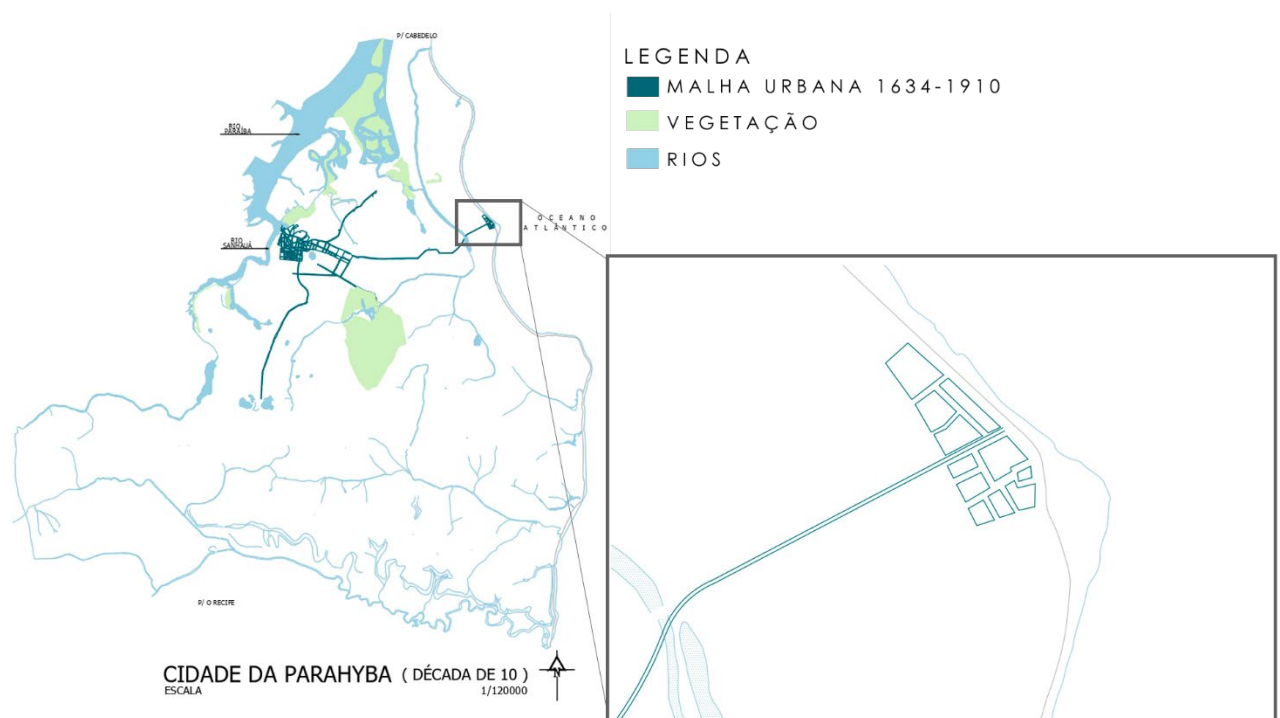 P/ CABEDELO
RIO
PARAÍBA
RIO
SANHAUÁ
OCEANO
ATLÂNTICO
P/ O RECIFE
CIDADE DA PARAHYBA ( DÉCADA DE 10 )
ESCALA
1/120000
N
LEGENDA
MALHA URBANA 1634-1910
VEGETAÇÃO
RIOS